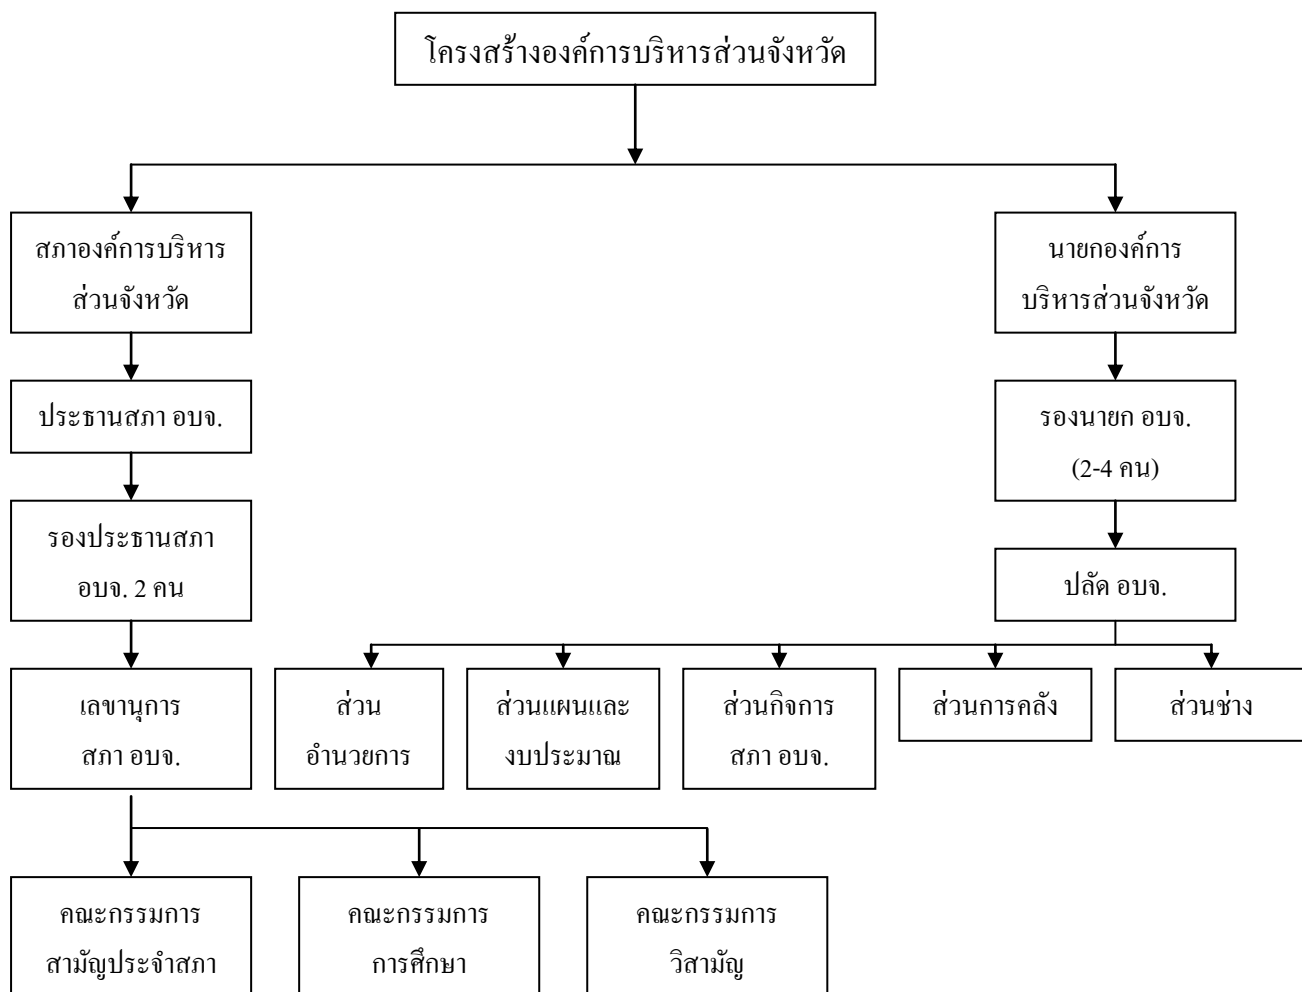 โครงสร้างองค์การบริหารส่วนจังหวัด
สภาองค์การบริหาร
ส่วนจังหวัด
นายกองค์การ
บริหารส่วนจังหวัด
ประธานสภา อบจ.
รองนายก อบจ.
(2-4 คน)
รองประธานสภา
อบจ. 2 คน
ปลัด อบจ.
เลขานุการ
สภา อบจ.
ส่วน
อำนวยการ
ส่วนแผนและ
งบประมาณ
ส่วนกิจการ
สภา อบจ.
ส่วนการคลัง
ส่วนช่าง
คณะกรรมการ
สามัญประจำสภา
คณะกรรมการ
การศึกษา
คณะกรรมการ
วิสามัญ